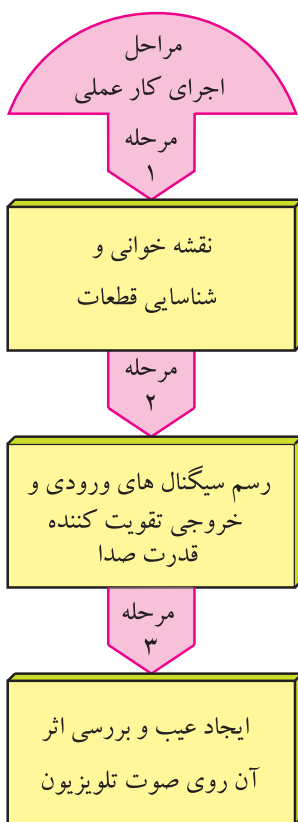 مراحل
اجرای کار عملی
مرحله
۱
نقشه خوانی و
شناسایی قطعات
مرحله
۲
رسم سیگنال های ورودی و
خروجی تقویت کننده
قدرت صدا
مرحله
۳
ایجاد عیب و بررسی اثر
آن روی صوت تلویزیون